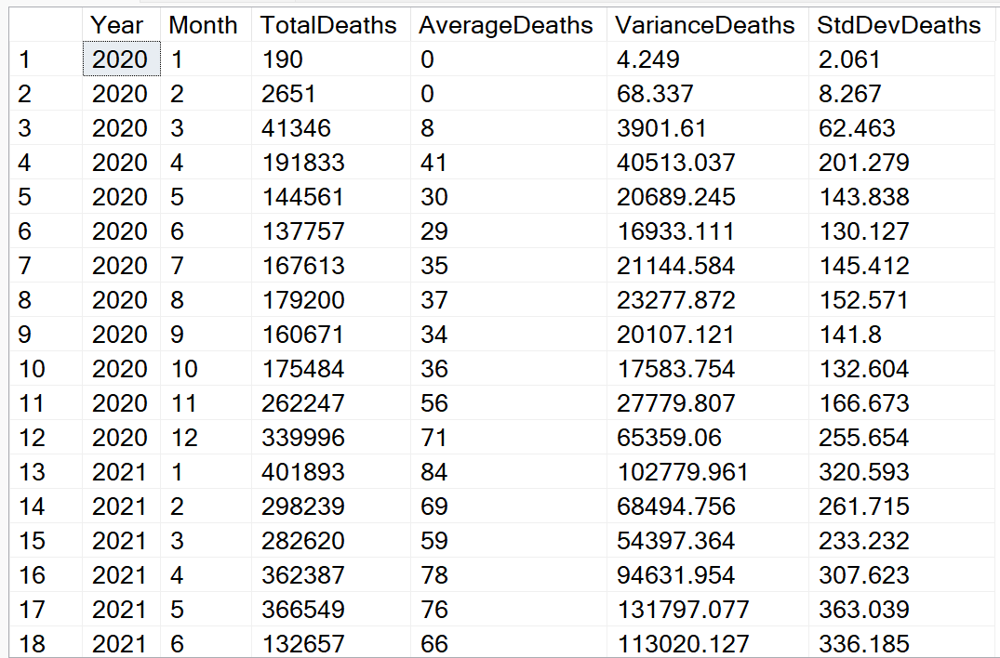 Year Month TotalDeaths AverageDeaths VarianceDeaths StdDevDeaths
1 2020 1 190 0 4.249 2.061
2 2020 2 2651 0 68.337 8.267
3 2020 3 41346 8 3901.61 62.463
4 2020 4 191833 41 40513.037 201.279
5 2020 5 144561 30 20689.245 143.838
6 2020 6 137757 29 16933.111 130.127
7 2020 7 167613 35 21144.584 145.412
8 2020 8 179200 37 23277.872 152.571
9 2020 9 160671 34 20107.121 141.8
10 2020 10 175484 36 17583.754 132.604
11 2020 11 262247 56 27779.807 166.673
12 2020 12 339996 71 65359.06 255.654
13 2021 1 401893 84 102779.961 320.593
14 2021 2 298239 69 68494.756 261.715
15 2021 3 282620 59 54397.364 233.232
16 2021 4 362387 78 94631.954 307.623
17 2021 5 366549 76 131797.077 363.039
18 2021 6 132657 66 113020.127 336.185